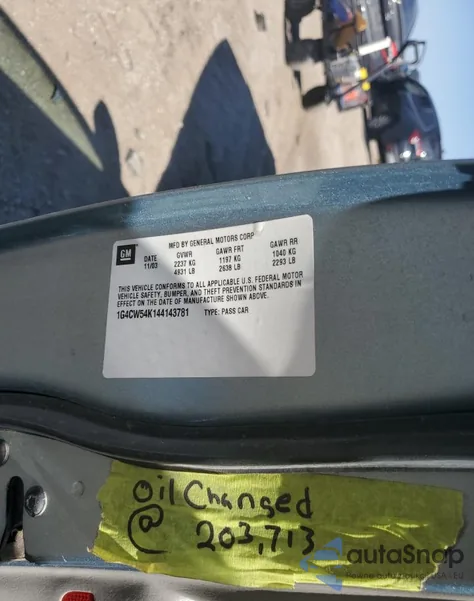 GM
MFD BY GENERAL MOTORS CORP
DATE GVWR GAWR FRT GAWR RR
11/03 2237 KG 1197 KG 1040 KG
4931 LB 2638 LB 2293 LB
THIS VEHICLE CONFORMS TO ALL APPLICABLE U.S. FEDERAL MOTOR
VEHICLE SAFETY, BUMPER, AND THEFT PREVENTION STANDARDS IN
EFFECT ON THE DATE OF MANUFACTURE SHOWN ABOVE.
1G4CW54K144143781 TYPE: PASS CAR
Oil Changed
@ 203,713
autaSnap